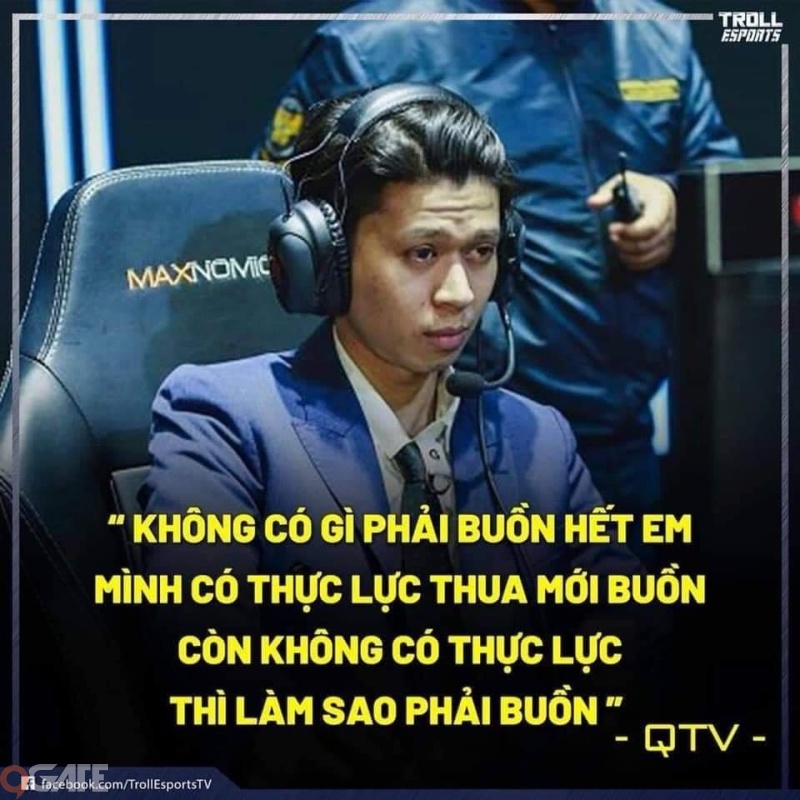 TROLL
ESPORTS
MAXNOMIC
“ KHÔNG CÓ GÌ PHẢI BUỒN HẾT EM
MÌNH CÓ THỰC LỰC THUA MỚI BUỒN
CÒN KHÔNG CÓ THỰC LỰC
THÌ LÀM SAO PHẢI BUỒN ”
- QTV -
9GATE
facebook.com/TrollEsportsTV